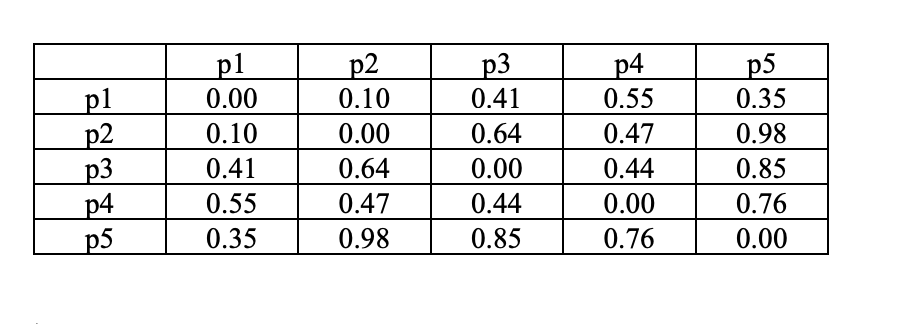 p1 p2 p3 p4 p5
p1 0.00 0.10 0.41 0.55 0.35
p2 0.10 0.00 0.64 0.47 0.98
p3 0.41 0.64 0.00 0.44 0.85
p4 0.55 0.47 0.44 0.00 0.76
p5 0.35 0.98 0.85 0.76 0.00